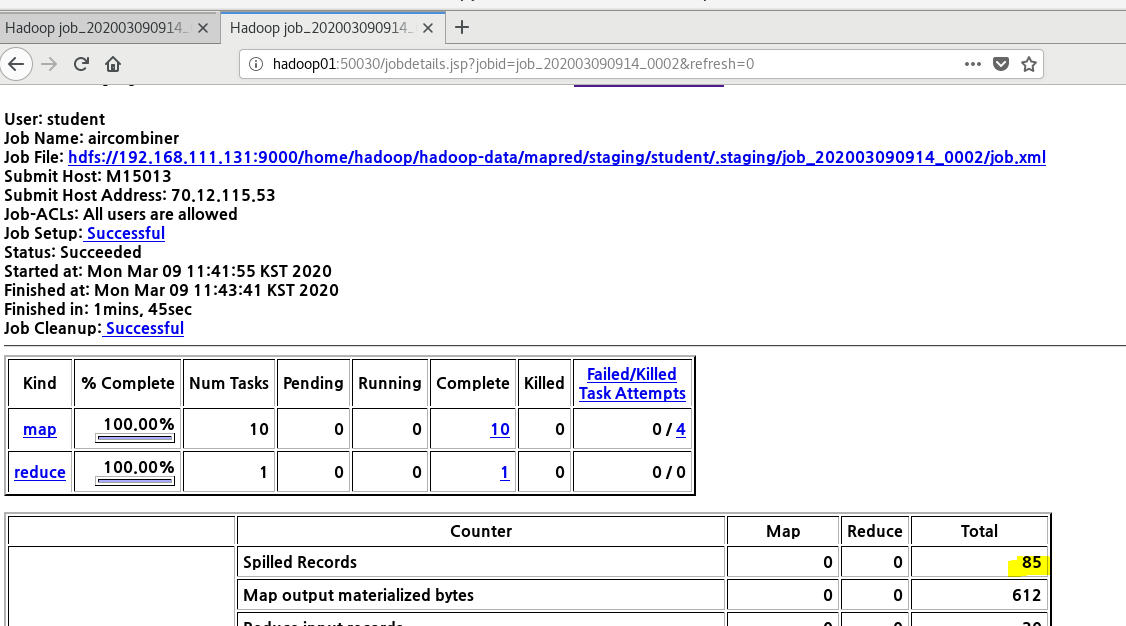 Hadoop job_202003090914_ Hadoop job_202003090914_
hadoop01:50030/jobdetails.jsp?jobid=job_202003090914_0002&refresh=0
User: student
Job Name: aircombiner
Job File: hdfs://192.168.111.131:9000/home/hadoop/hadoop-data/mapred/staging/student/.staging/job_202003090914_0002/job.xml
Submit Host: M15013
Submit Host Address: 70.12.115.53
Job-ACLs: All users are allowed
Job Setup: Successful
Status: Succeeded
Started at: Mon Mar 09 11:41:55 KST 2020
Finished at: Mon Mar 09 11:43:41 KST 2020
Finished in: 1mins, 45sec
Job Cleanup: Successful
Kind % Complete Num Tasks Pending Running Complete Killed Failed/Killed
Task Attempts
map 100.00% 10 0 0 10 0 0 / 4
reduce 100.00% 1 0 0 1 0 0 / 0
Counter Map Reduce Total
Spilled Records 0 0 85
Map output materialized bytes 0 0 612
Reduce input records 0 0